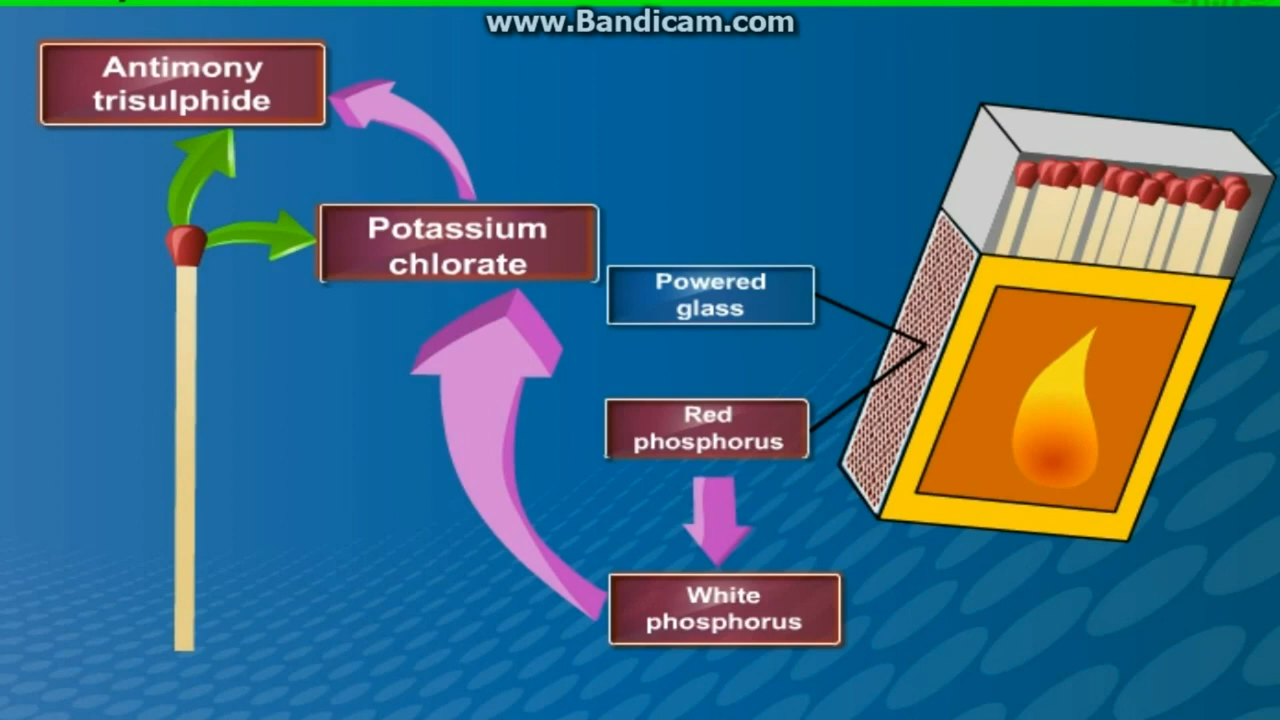 www.Bandicam.com
Antimony
trisulphide
Potassium
chlorate
Powered
glass
Red
phosphorus
White
phosphorus